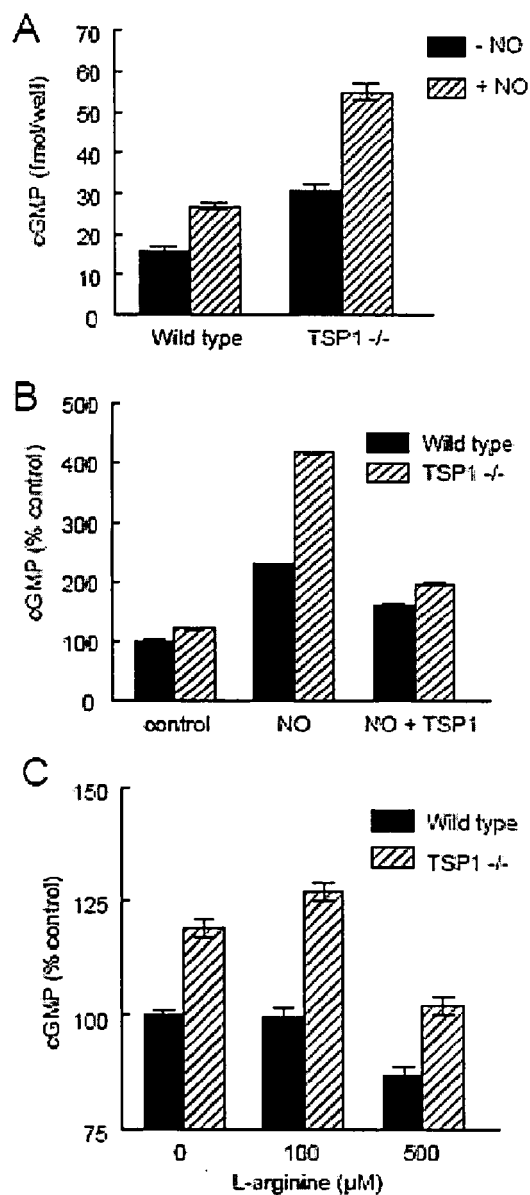 A
- NO
+ NO
cGMP (fmol/well)
70
60
50
40
30
20
10
0
Wild type TSP1 -/-
B
Wild type
TSP1 -/-
cGMP (% control)
500
400
300
200
100
0
control NO NO + TSP1
C
Wild type
TSP1 -/-
cGMP (% control)
150
125
100
75
0 100 500
L-arginine (µM)